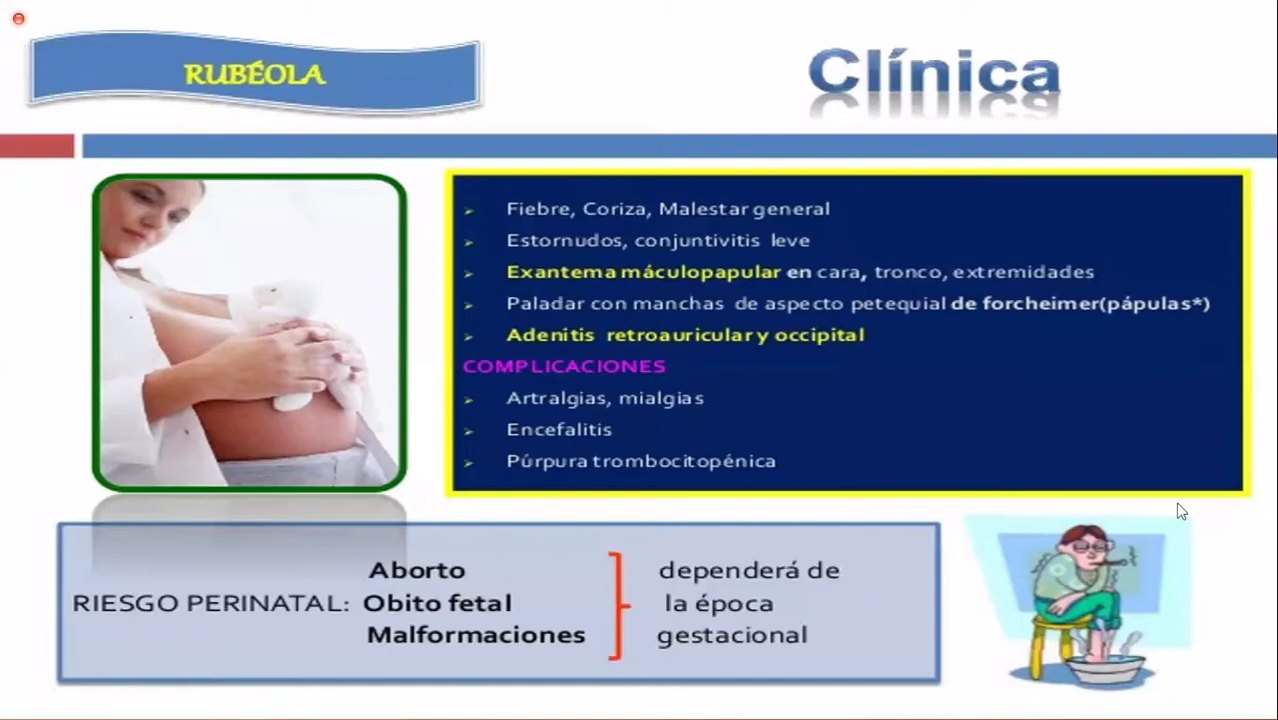 RUBÉOLA
Clínica
Fiebre, Coriza, Malestar general
Estornudos, conjuntivitis leve
Exantema máculopapular en cara, tronco, extremidades
Paladar con manchas de aspecto petequial de forcheimer(pápulas*)
Adenitis retroauricular y occipital
COMPLICACIONES
Artralgias, mialgias
Encefalitis
Púrpura trombocitopénica
Aborto dependerá de
RIESGO PERINATAL: Obito fetal la época
Malformaciones gestacional